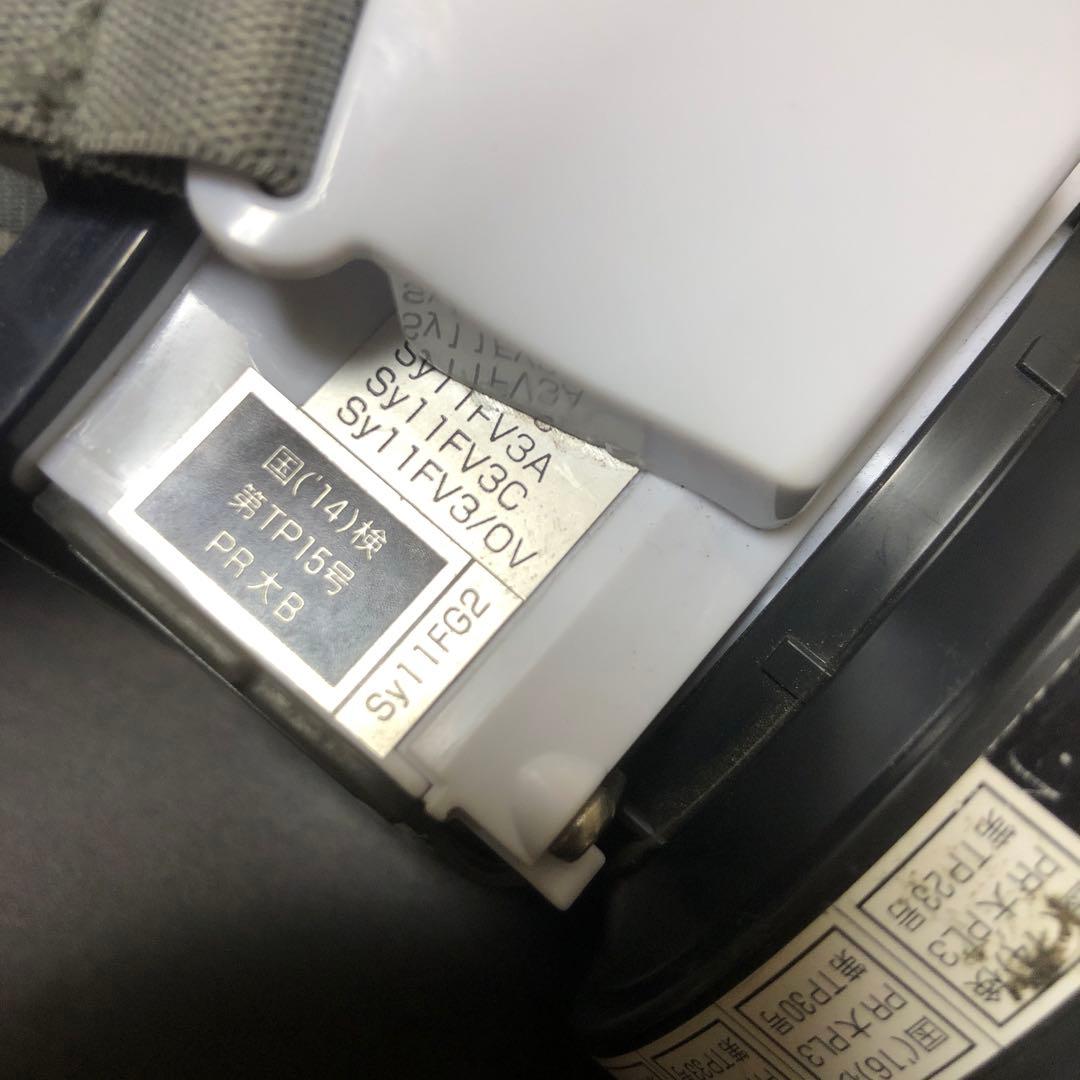 Sy11FV3A
Sy11FV3C
Sy11FV3/OV
国('14)検
第TP15号
PR大B
Sy11FG2
PR大PL3
第TP23号
国('16)
PR大PL3
第TP30号